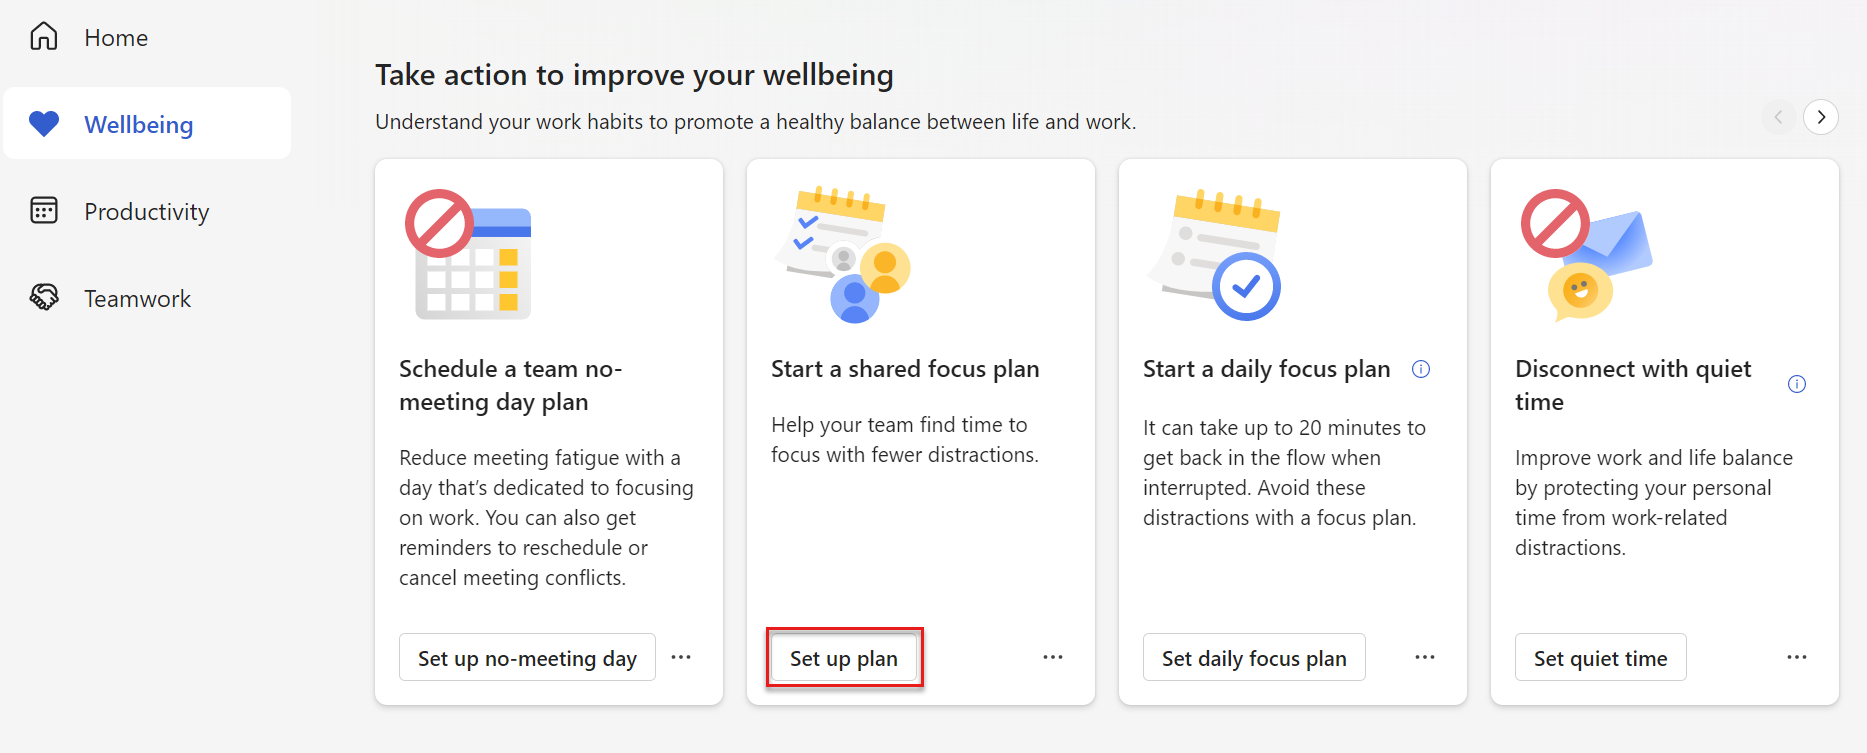 Home
Wellbeing
Productivity
Teamwork
Take action to improve your wellbeing
Understand your work habits to promote a healthy balance between life and work.
Schedule a team no-
meeting day plan
Reduce meeting fatigue with a
day that’s dedicated to focusing
on work. You can also get
reminders to reschedule or
cancel meeting conflicts.
Set up no-meeting day
Start a shared focus plan
Help your team find time to
focus with fewer distractions.
Set up plan
Start a daily focus plan
It can take up to 20 minutes to
get back in the flow when
interrupted. Avoid these
distractions with a focus plan.
Set daily focus plan
Disconnect with quiet
time
Improve work and life balance
by protecting your personal
time from work-related
distractions.
Set quiet time